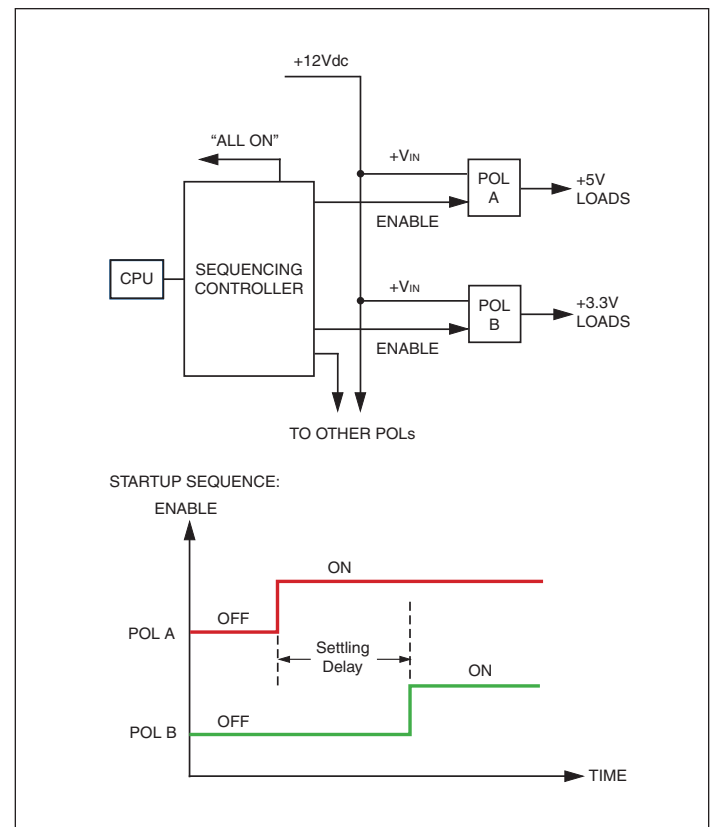 +12Vdc
“ALL ON”
+VIN
POL
A
+5V
LOADS
ENABLE
CPU
SEQUENCING
CONTROLLER
+VIN
POL
B
+3.3V
LOADS
ENABLE
TO OTHER POLs
STARTUP SEQUENCE:
ENABLE
ON
OFF
POL A
Settling
Delay
ON
OFF
POL B
TIME